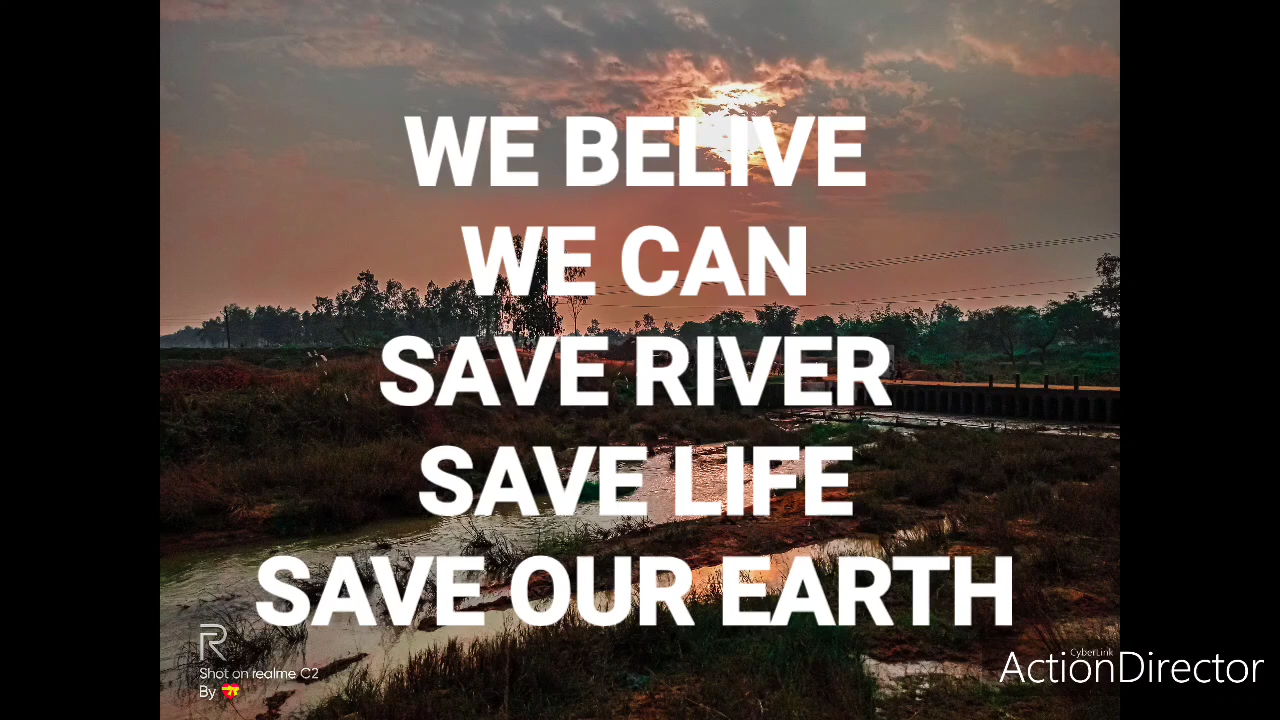 WE BELIVE
WE CAN
SAVE RIVER
SAVE LIFE
SAVE OUR EARTH
R
Shot on realme C2
By
CyberLink
ActionDirector